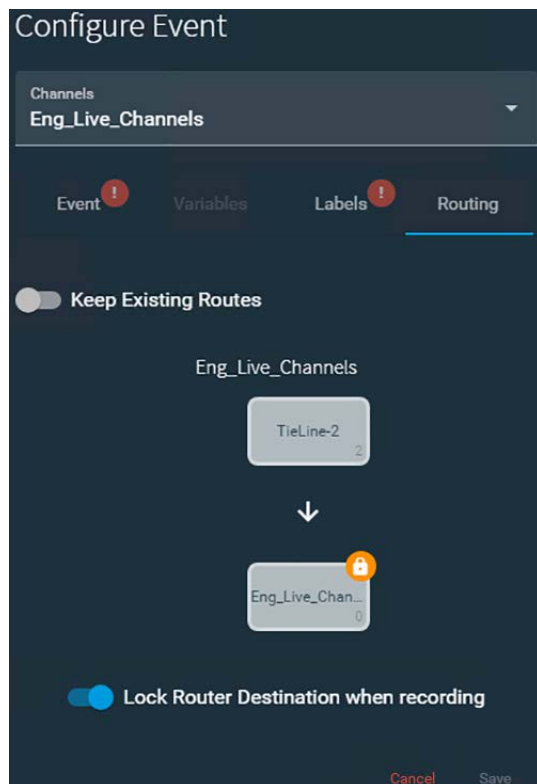 Configure Event
Channels
Eng_Live_Channels
Event ! Variables Labels ! Routing
Keep Existing Routes
Eng_Live_Channels
TieLine-2
2
Eng_Live_Chan...
0
Lock Router Destination when recording
Cancel Save